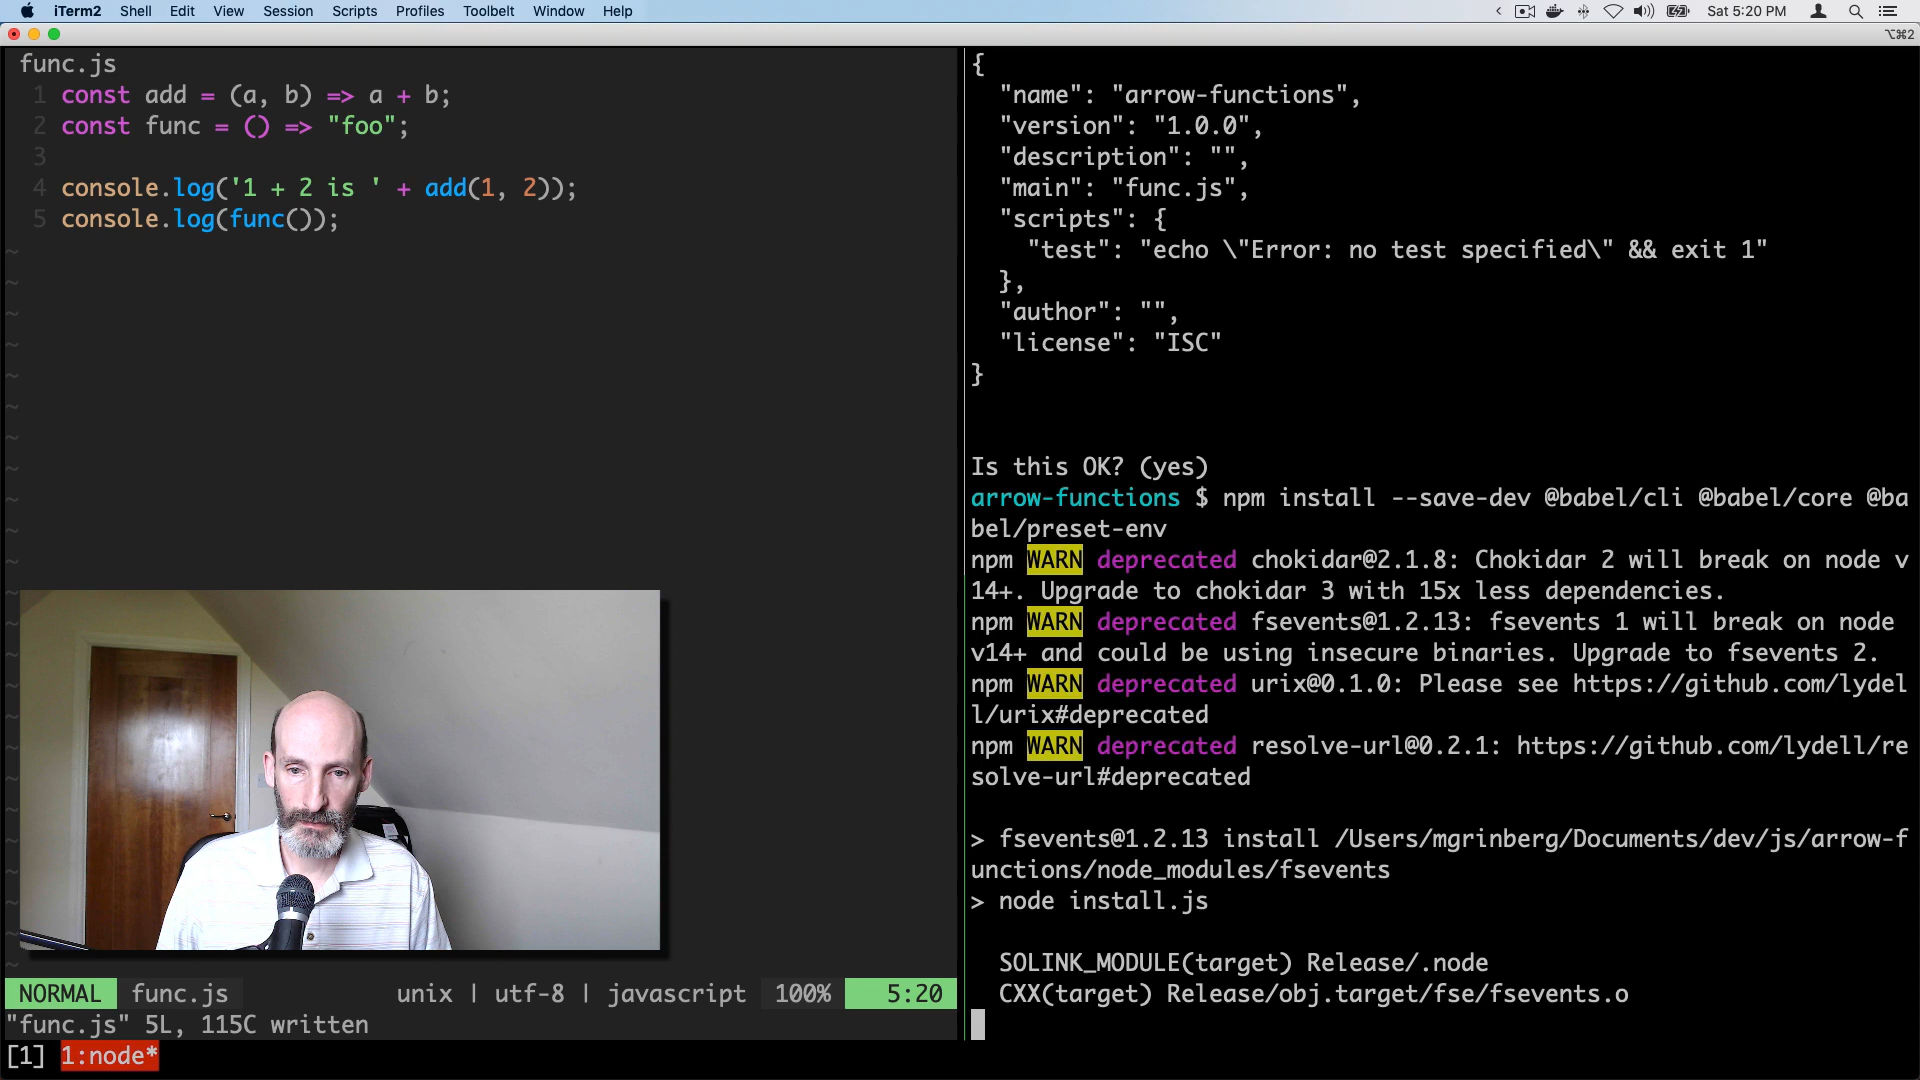 iTerm2 Shell Edit View Session Scripts Profiles Toolbelt Window Help Sat 5:20 PM
⌥⌘2
func.js
1 const add = (a, b) => a + b;
2 const func = () => "foo";
3
4 console.log('1 + 2 is ' + add(1, 2));
5 console.log(func());
~
~
~
~
~
~
~
~
~
~
~
~
NORMAL func.js unix | utf-8 | javascript 100% 5:20
"func.js" 5L, 115C written
[1] 1:node*
{
  "name": "arrow-functions",
  "version": "1.0.0",
  "description": "",
  "main": "func.js",
  "scripts": {
    "test": "echo \"Error: no test specified\" && exit 1"
  },
  "author": "",
  "license": "ISC"
}
Is this OK? (yes)
arrow-functions $ npm install --save-dev @babel/cli @babel/core @ba
bel/preset-env
npm WARN deprecated chokidar@2.1.8: Chokidar 2 will break on node v
14+. Upgrade to chokidar 3 with 15x less dependencies.
npm WARN deprecated fsevents@1.2.13: fsevents 1 will break on node
v14+ and could be using insecure binaries. Upgrade to fsevents 2.
npm WARN deprecated urix@0.1.0: Please see https://github.com/lydel
l/urix#deprecated
npm WARN deprecated resolve-url@0.2.1: https://github.com/lydell/re
solve-url#deprecated
> fsevents@1.2.13 install /Users/mgrinberg/Documents/dev/js/arrow-f
unctions/node_modules/fsevents
> node install.js
  SOLINK_MODULE(target) Release/.node
  CXX(target) Release/obj.target/fse/fsevents.o